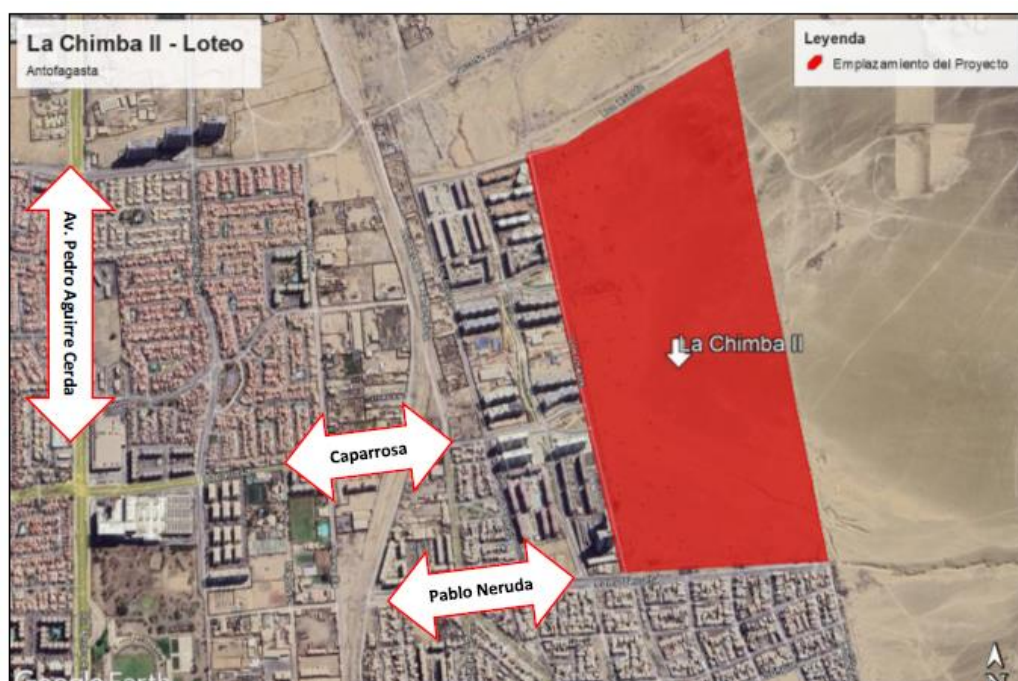 La Chimba II - Loteo
Antofagasta
Leyenda
Emplazamiento del Proyecto
Av. Pedro Aguirre Cerda
La Chimba II
Caparrosa
Pablo Neruda
Google Earth
N